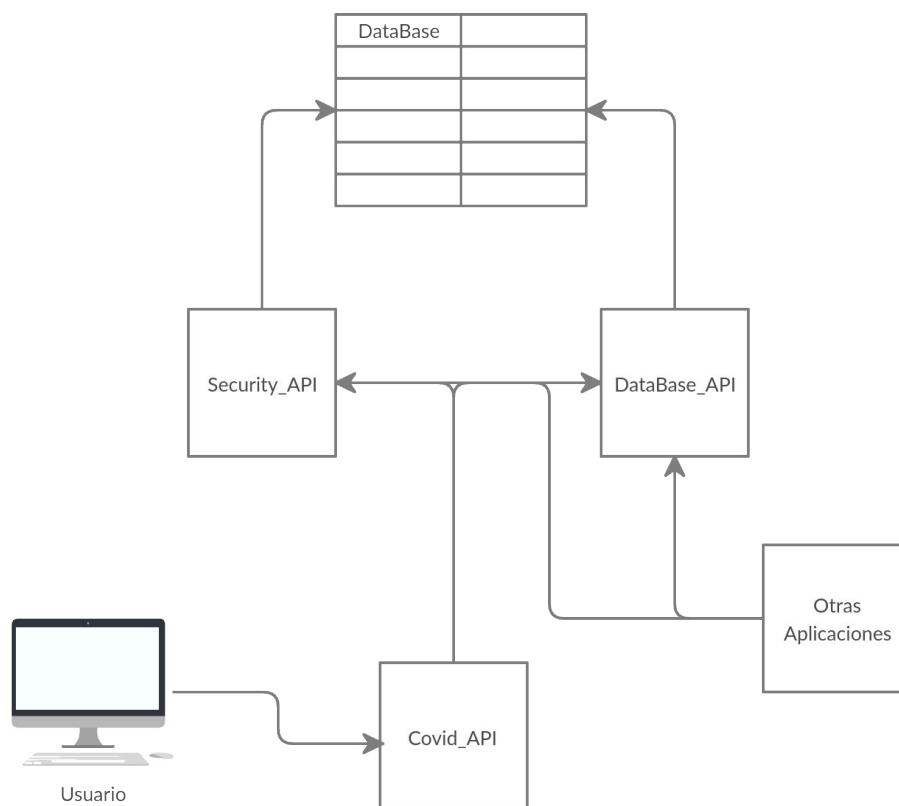 DataBase
Security_API
DataBase_API
Otras
Aplicaciones
Covid_API
Usuario